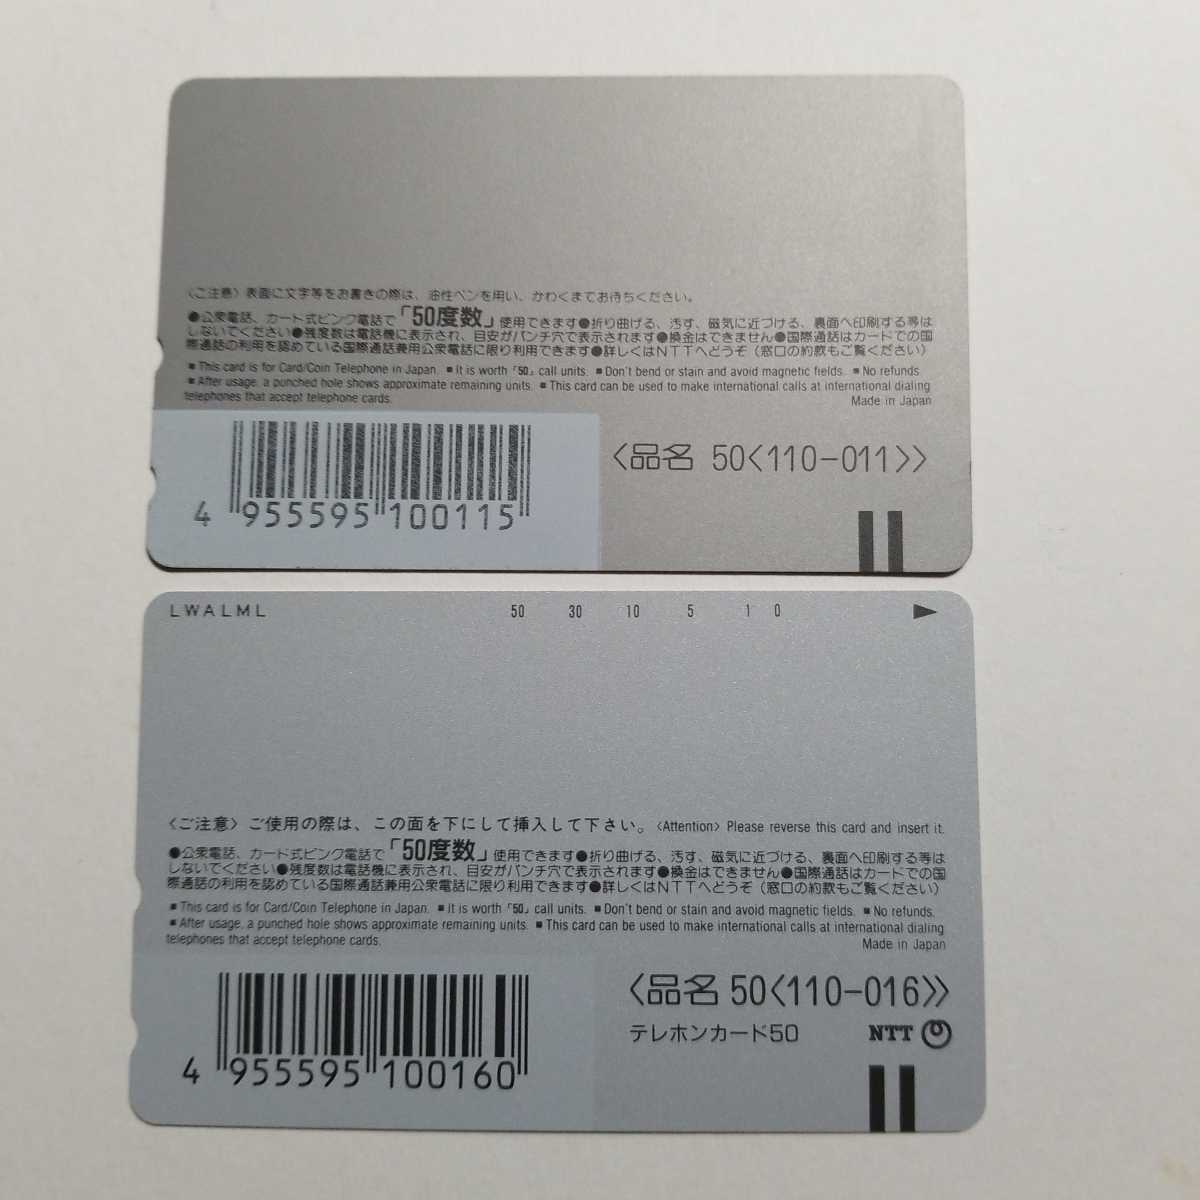 〈ご注意〉表面に文字等をお書きの際は、油性ペンを用い、かわくまでお待ちください。
●公衆電話、カード式ピンク電話で「50度数」使用できます●折り曲げる、汚す、磁気に近づける、裏面へ印刷する等は
しないでください●残度数は電話機に表示され、目安がパンチ穴で表示されます●換金はできません●国際通話はカードでの国
際通話の利用を認めている国際通話兼用公衆電話に限り利用できます●詳しくはNTTへどうぞ(窓口の約款もご覧ください)
■This card is for Card/Coin Telephone in Japan. ■It is worth「50」call units. ■Don't bend or stain and avoid magnetic fields. ■No refunds.
■After usage, a punched hole shows approximate remaining units. ■This card can be used to make international calls at international dialing
telephones that accept telephone cards. Made in Japan
〈品名 50〈110-011〉〉
4 955595 100115
LWALML 50 30 10 5 1 0 ▶
〈ご注意〉ご使用の際は、この面を下にして挿入して下さい。〈Attention〉Please reverse this card and insert it.
●公衆電話、カード式ピンク電話で「50度数」使用できます●折り曲げる、汚す、磁気に近づける、裏面へ印刷する等は
しないでください●残度数は電話機に表示され、目安がパンチ穴で表示されます●換金はできません●国際通話はカードでの国
際通話の利用を認めている国際通話兼用公衆電話に限り利用できます●詳しくはNTTへどうぞ(窓口の約款もご覧ください)
■This card is for Card/Coin Telephone in Japan. ■It is worth「50」call units. ■Don't bend or stain and avoid magnetic fields. ■No refunds.
■After usage, a punched hole shows approximate remaining units. ■This card can be used to make international calls at international dialing
telephones that accept telephone cards. Made in Japan
〈品名 50〈110-016〉〉
テレホンカード50 NTT
4 955595 100160